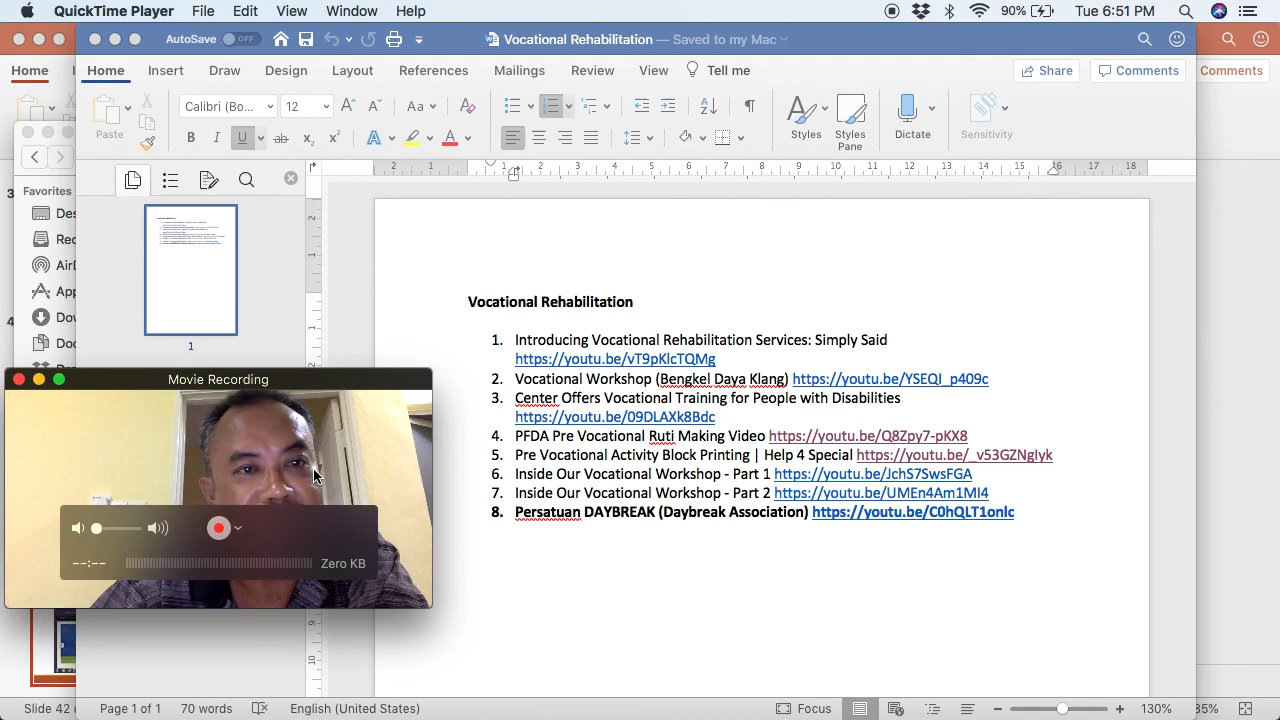 QuickTime Player File Edit View Window Help 90% Tue 6:51 PM
AutoSave OFF Vocational Rehabilitation — Saved to my Mac
Home Home Insert Draw Design Layout References Mailings Review View Tell me Share Comments Comments
Calibri (Bo... 12 Aa
Paste Styles Styles Pane Dictate Sensitivity
Favorites
Vocational Rehabilitation
1. Introducing Vocational Rehabilitation Services: Simply Said
https://youtu.be/vT9pKlcTQMg
2. Vocational Workshop (Bengkel Daya Klang) https://youtu.be/YSEQI_p409c
3. Center Offers Vocational Training for People with Disabilities
https://youtu.be/09DLAXk8Bdc
4. PFDA Pre Vocational Ruti Making Video https://youtu.be/Q8Zpy7-pKX8
5. Pre Vocational Activity Block Printing | Help 4 Special https://youtu.be/_v53GZNgIyk
6. Inside Our Vocational Workshop - Part 1 https://youtu.be/JchS7SwsFGA
7. Inside Our Vocational Workshop - Part 2 https://youtu.be/UMEn4Am1MI4
8. Persatuan DAYBREAK (Daybreak Association) https://youtu.be/C0hQLT1onlc
1
Movie Recording
--:-- Zero KB
Page 1 of 1 70 words English (United States) Focus 130%
Slide 42